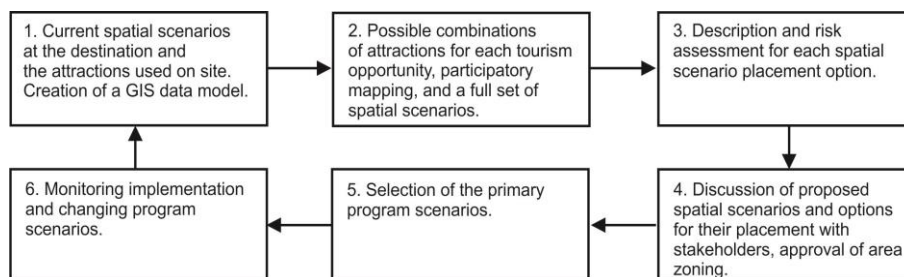 1. Current spatial scenarios
at the destination and
the attractions used on site.
Creation of a GIS data model.
2. Possible combinations
of attractions for each tourism
opportunity, participatory
mapping, and a full set of
spatial scenarios.
3. Description and risk
assessment for each spatial
scenario placement option.
4. Discussion of proposed
spatial scenarios and options
for their placement with
stakeholders, approval of area
zoning.
5. Selection of the primary
program scenarios.
6. Monitoring implementation
and changing program
scenarios.